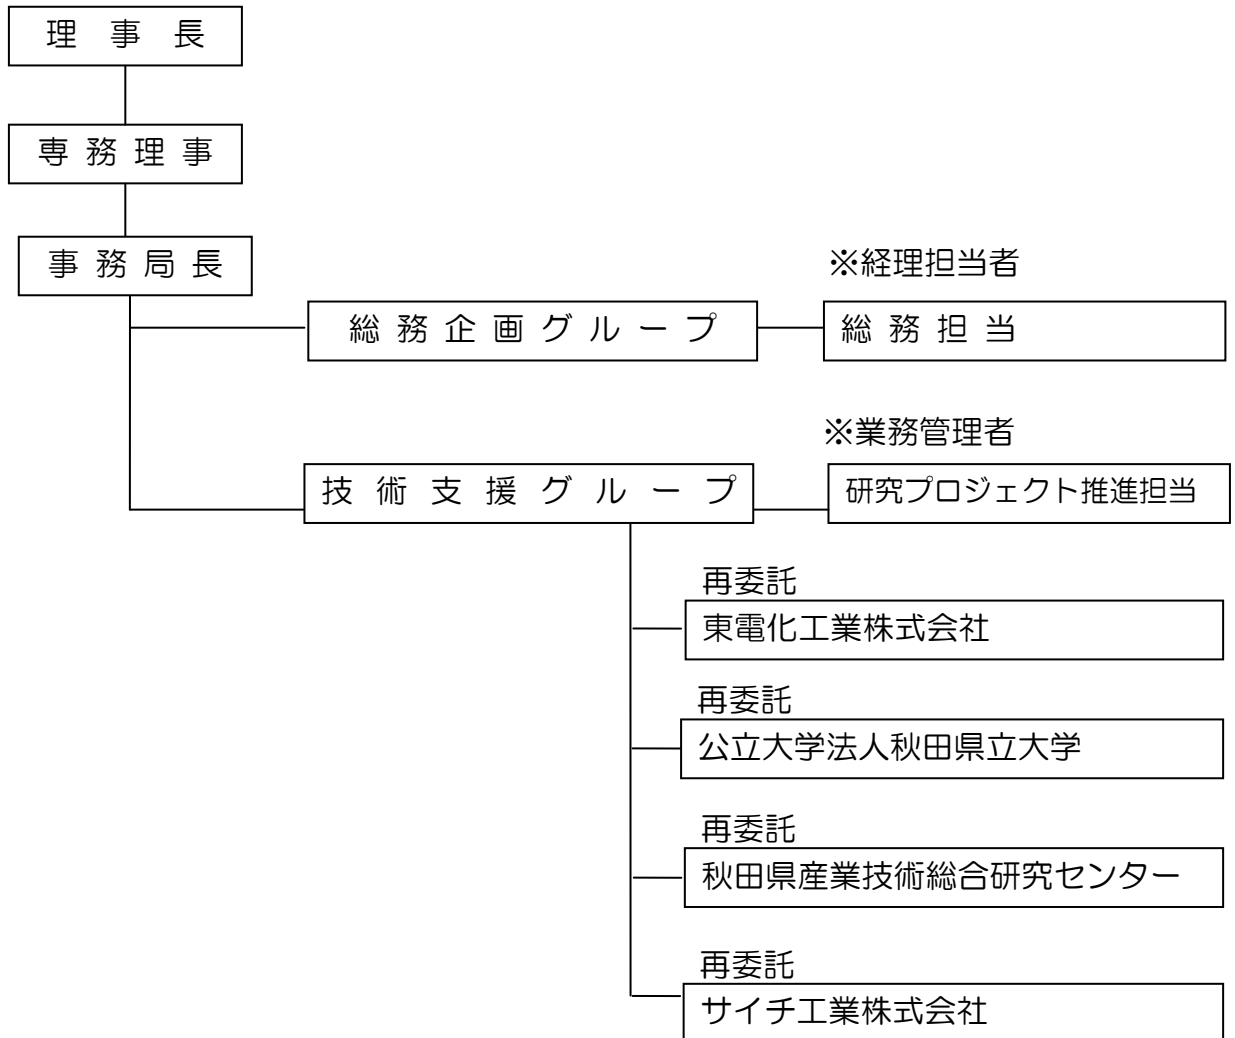 理事長
専務理事
事務局長
※経理担当者
総務企画グループ
総務担当
※業務管理者
技術支援グループ
研究プロジェクト推進担当
再委託
東電化工業株式会社
再委託
公立大学法人秋田県立大学
再委託
秋田県産業技術総合研究センター
再委託
サイチ工業株式会社